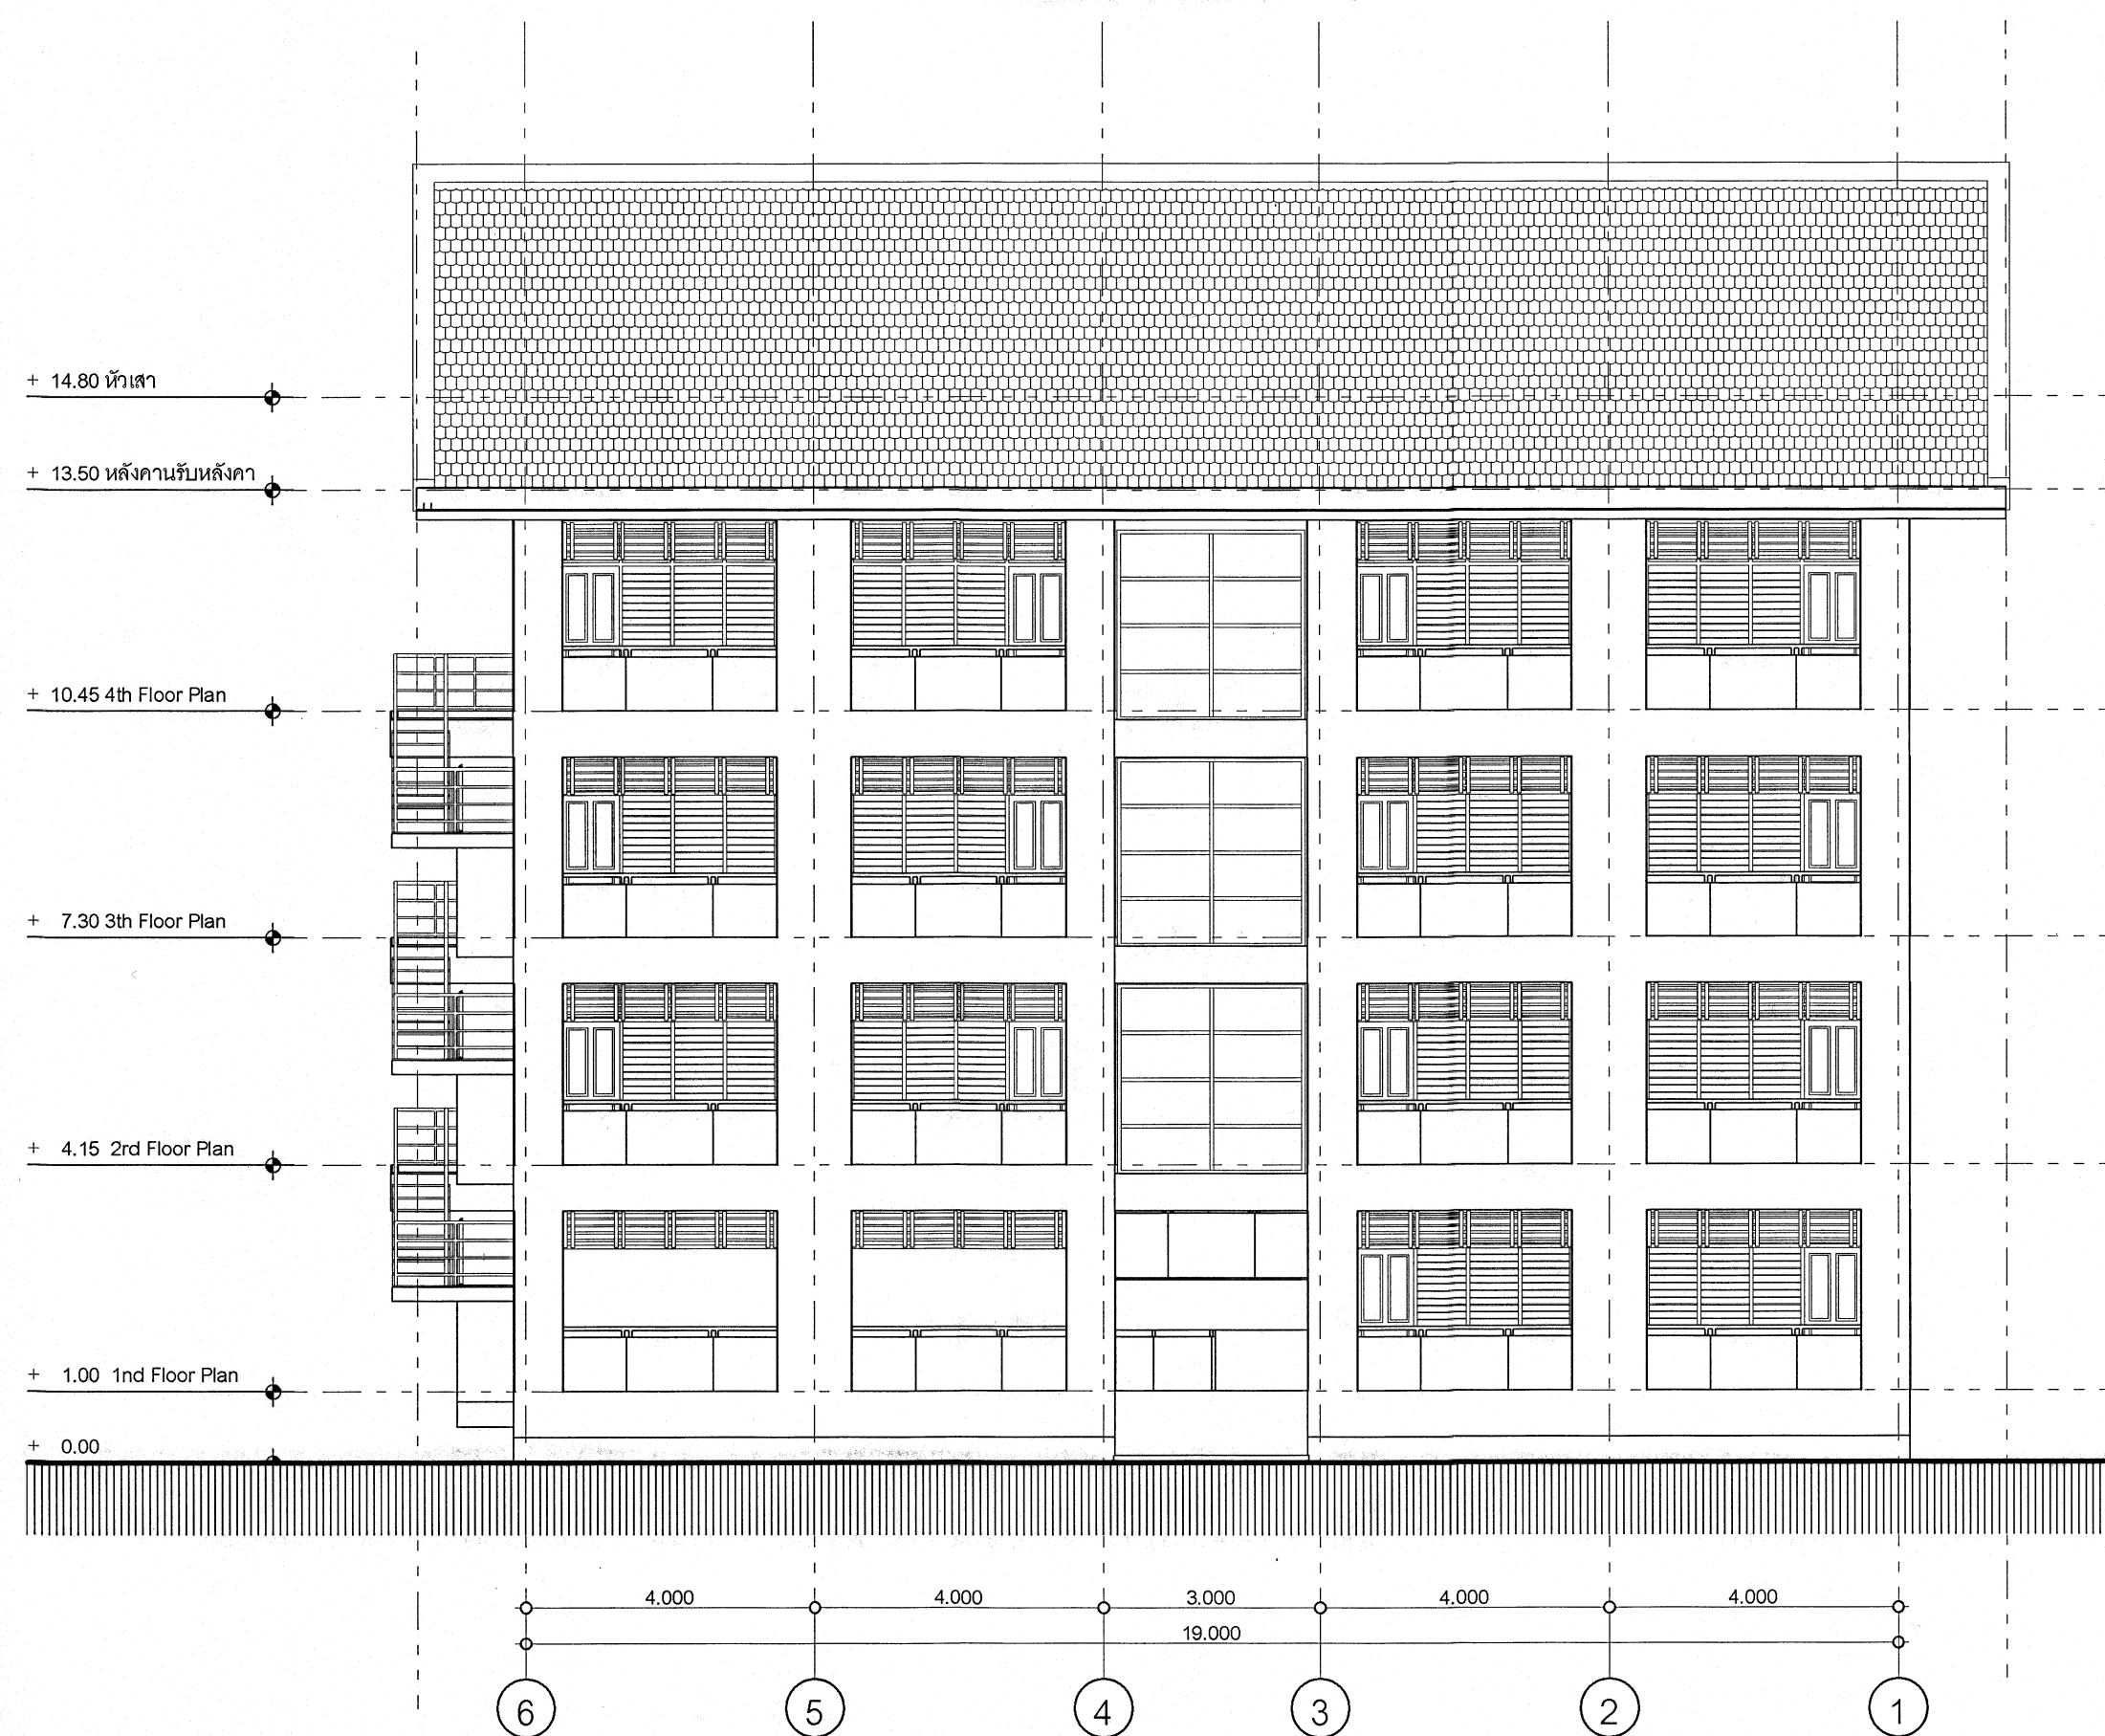 + 14.80 หัวเสา
+ 13.50 หลังคานรับหลังคา
+ 10.45 4th Floor Plan
+ 7.30 3th Floor Plan
+ 4.15 2rd Floor Plan
+ 1.00 1nd Floor Plan
+ 0.00
4.000 4.000 3.000 4.000 4.000
19.000
6 5 4 3 2 1